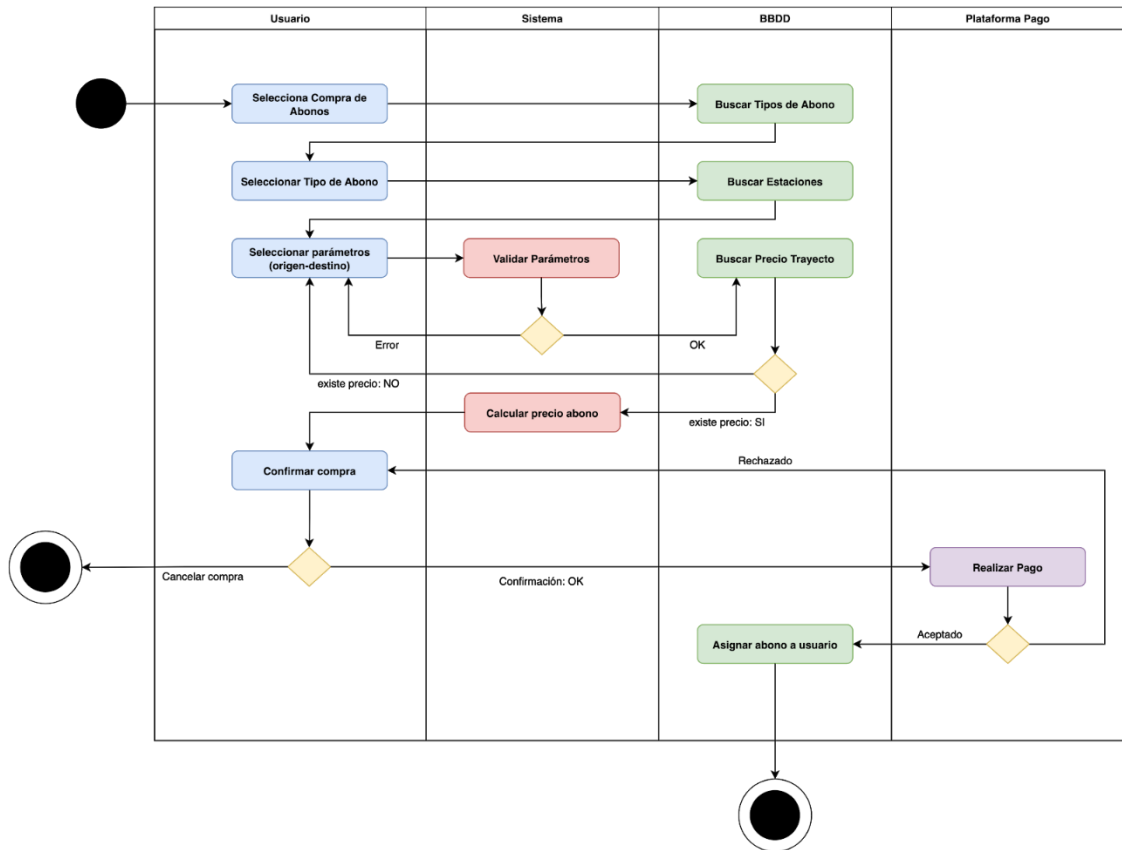 Usuario
Sistema
BBDD
Plataforma Pago
Selecciona Compra de
Abonos
Buscar Tipos de Abono
Seleccionar Tipo de Abono
Buscar Estaciones
Seleccionar parámetros
(origen-destino)
Validar Parámetros
Buscar Precio Trayecto
Error
OK
existe precio: NO
Calcular precio abono
existe precio: SI
Rechazado
Confirmar compra
Cancelar compra
Confirmación: OK
Realizar Pago
Asignar abono a usuario
Aceptado